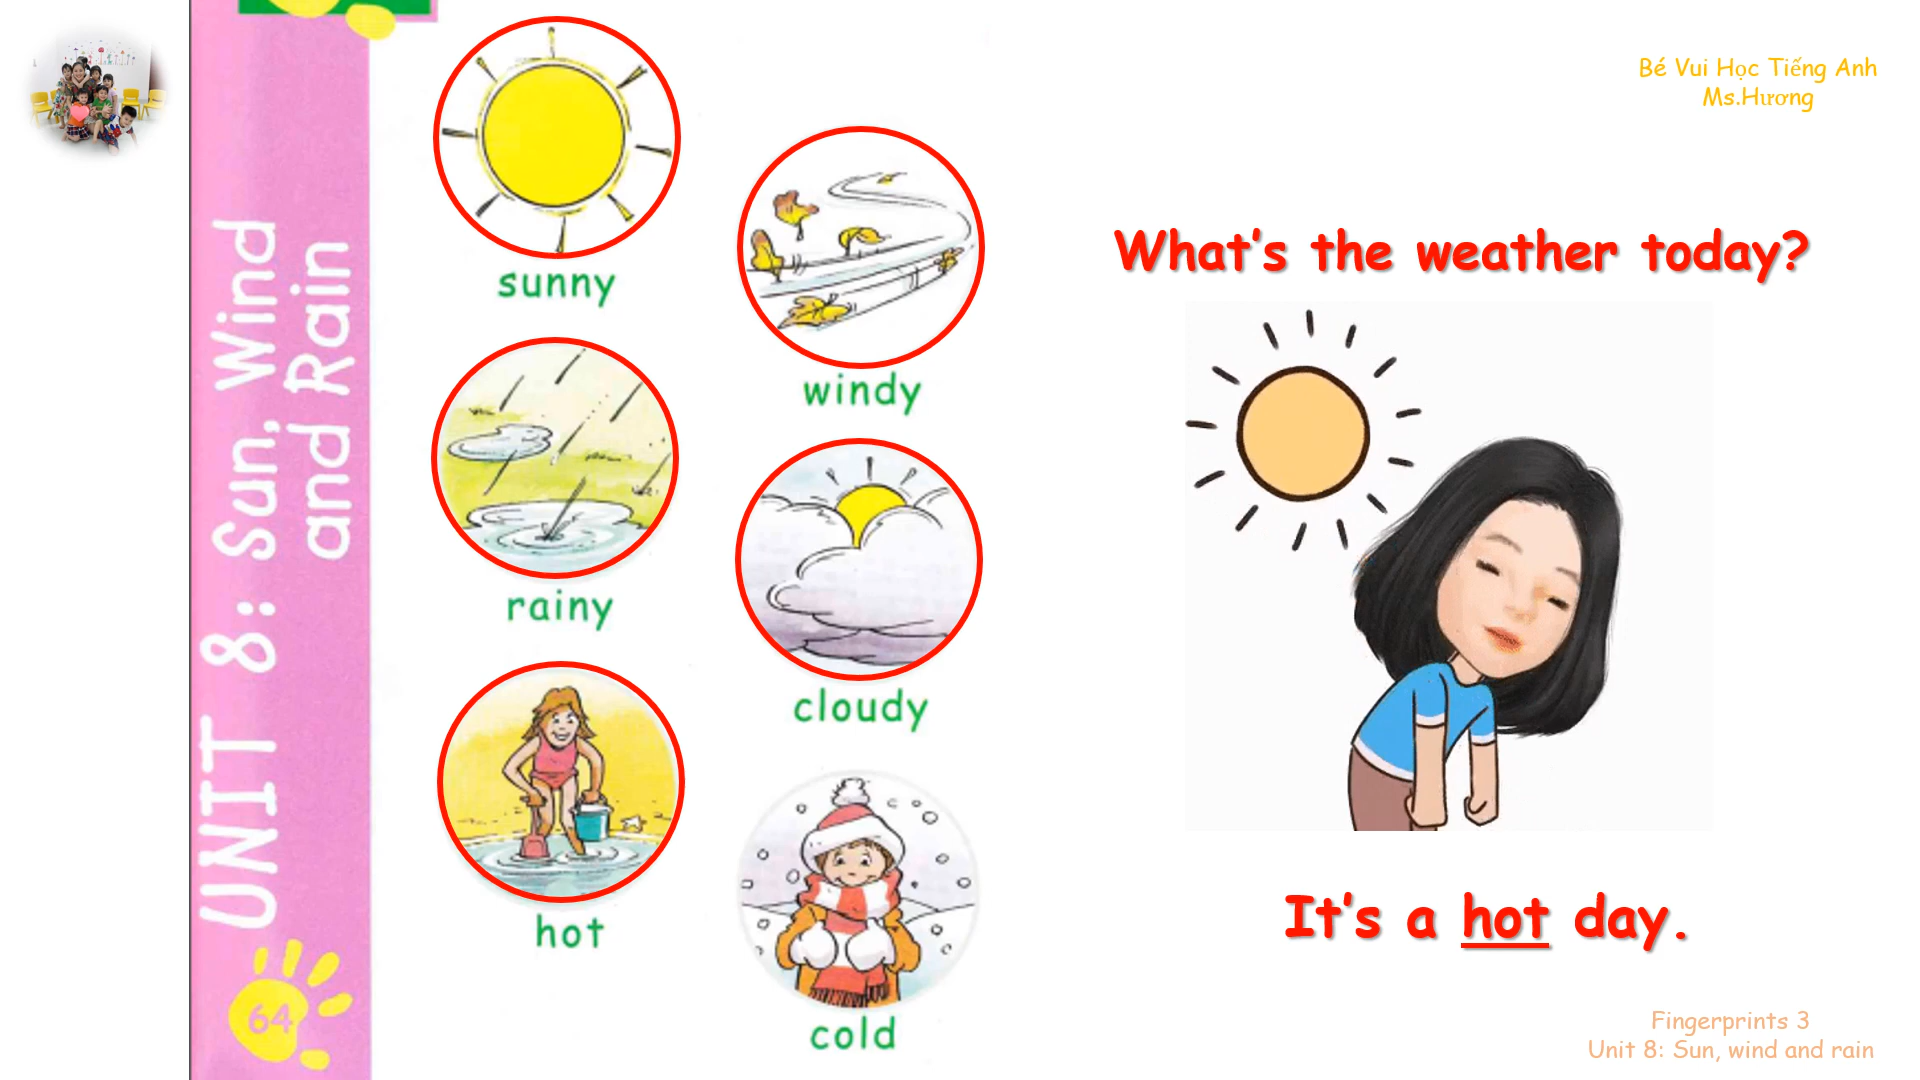 UNIT 8: Sun, Wind
and Rain
64
sunny
windy
rainy
cloudy
hot
cold
Bé Vui Học Tiếng Anh
Ms.Hương
What's the weather today?
It's a hot day.
Fingerprints 3
Unit 8: Sun, wind and rain